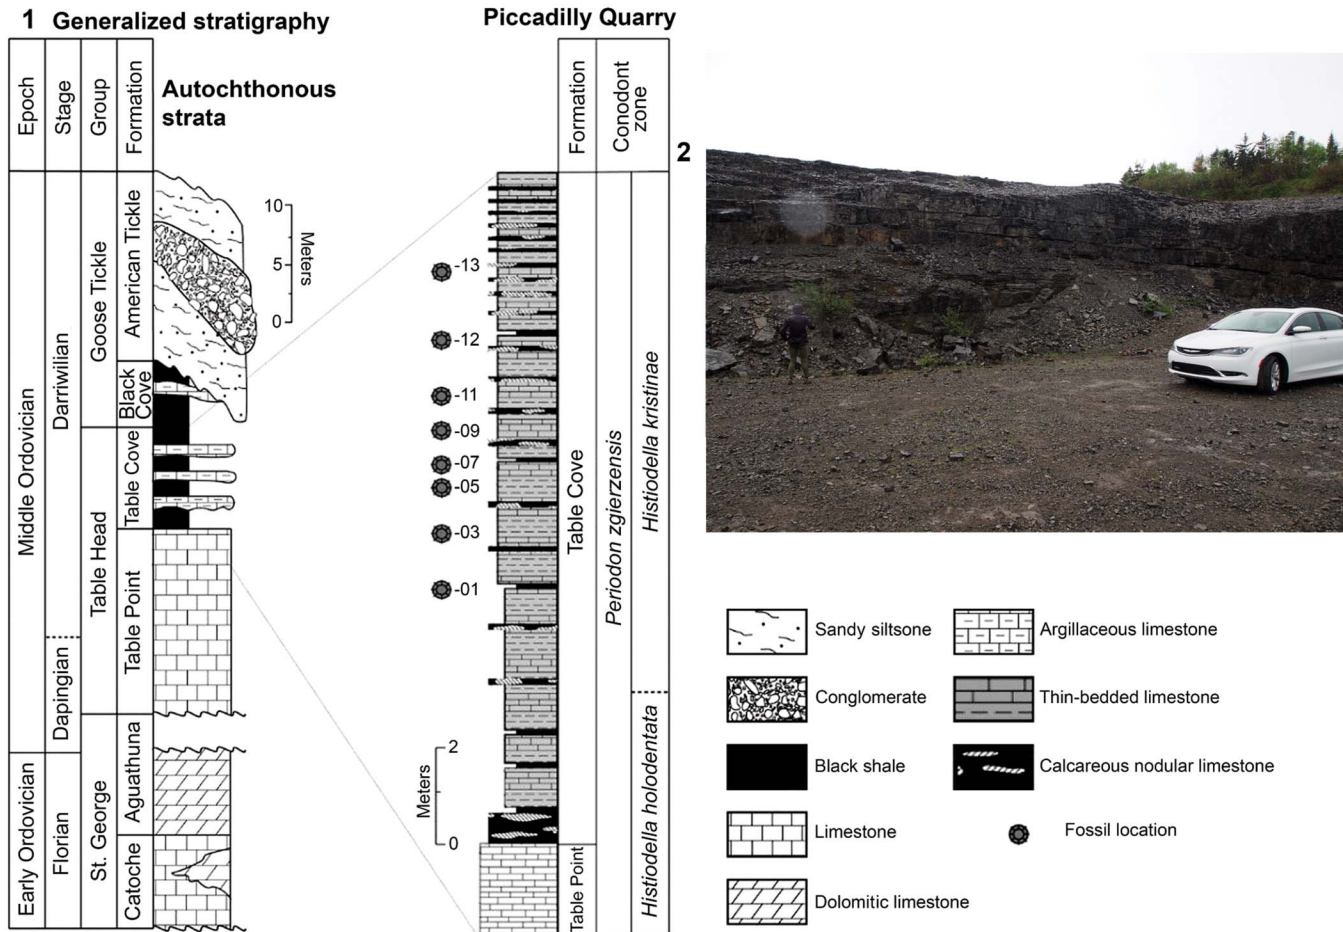 1 Generalized stratigraphy
Epoch
Stage
Group
Formation
Autochthonous
strata
Middle Ordovician
Early Ordovician
Darriwilian
Dapingian
Florian
Goose Tickle
Table Head
St. George
American Tickle
Black
Cove
Table Cove
Table Point
Aguathuna
Catoche
10
5
0
Meters
Piccadilly Quarry
Formation
Conodont
zone
-13
-12
-11
-09
-07
-05
-03
-01
2
0
Meters
Table Cove
Table Point
Periodon zgierzensis
Histiodella kristinae
Histiodella holodentata
2
Sandy siltsone
Conglomerate
Black shale
Limestone
Dolomitic limestone
Argillaceous limestone
Thin-bedded limestone
Calcareous nodular limestone
Fossil location